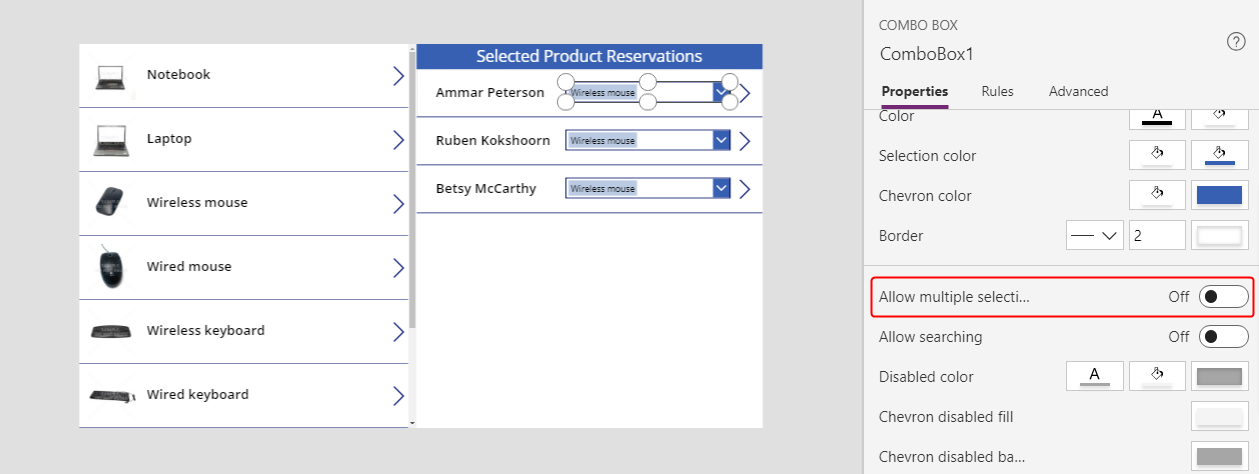 Notebook
Laptop
Wireless mouse
Wired mouse
Wireless keyboard
Wired keyboard
Selected Product Reservations
Ammar Peterson Wireless mouse
Ruben Kokshoorn Wireless mouse
Betsy McCarthy Wireless mouse
COMBO BOX
ComboBox1
?
Properties Rules Advanced
Color A
Selection color
Chevron color
Border 2
Allow multiple selecti... Off
Allow searching Off
Disabled color A
Chevron disabled fill
Chevron disabled ba...